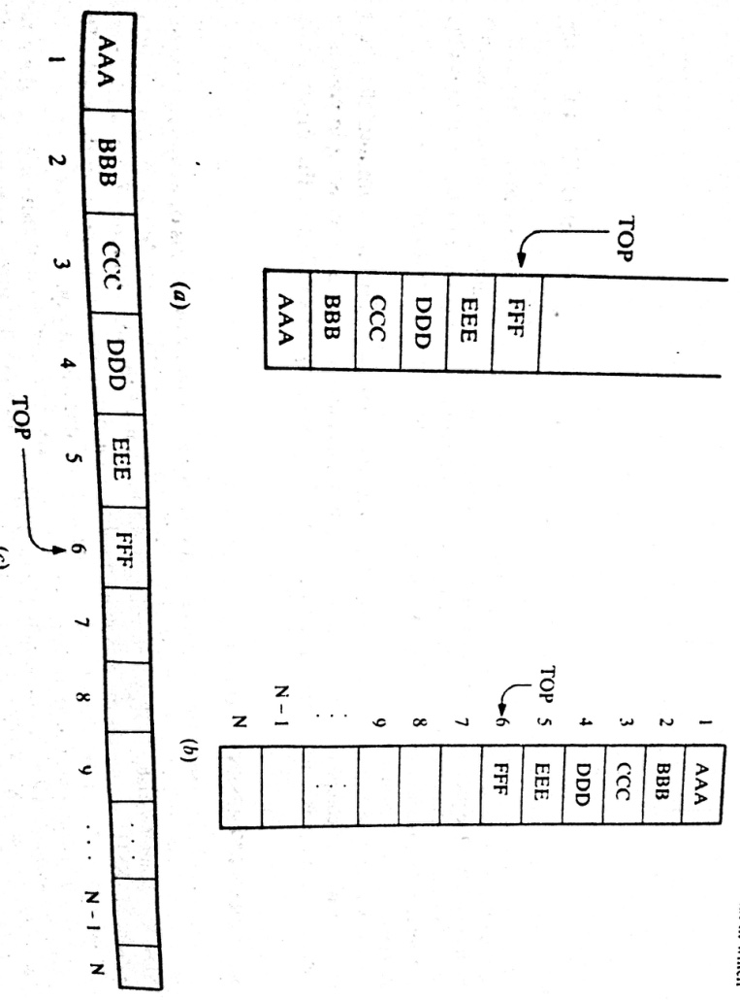 TOP
FFF
EEE
DDD
CCC
BBB
AAA
(a)
1 AAA
2 BBB
3 CCC
4 DDD
TOP 5 EEE
6 FFF
7
8
9
⋮ ⋮
N-1
N
(b)
AAA BBB CCC DDD EEE FFF ...
1 2 3 4 5 6 7 8 9 ... N-1 N
TOP
(c)